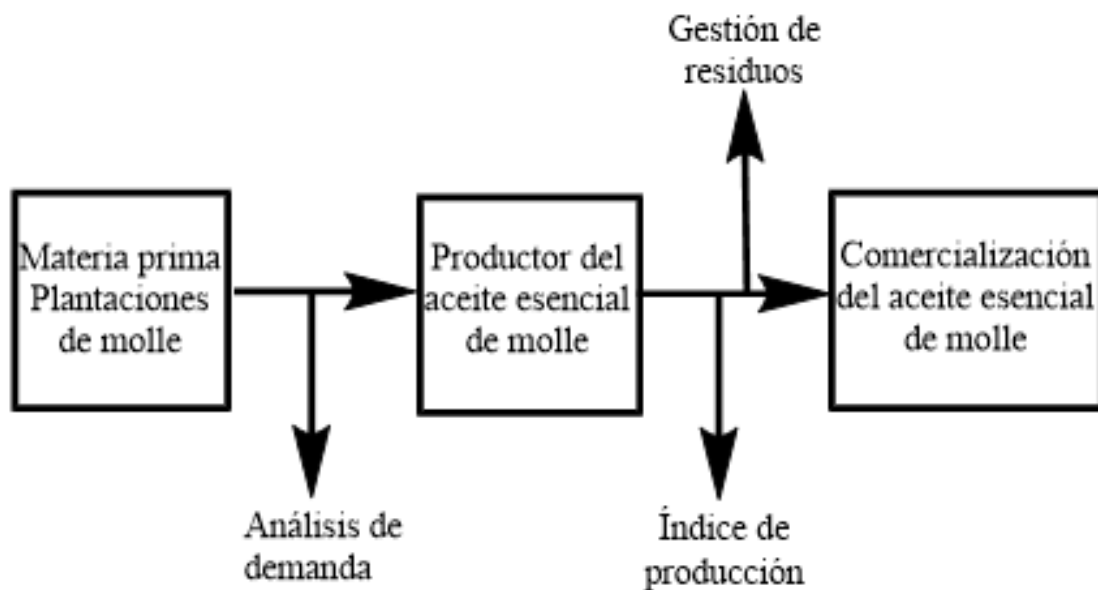 Gestión de
residuos
Materia prima
Plantaciones
de molle
Productor del
aceite esencial
de molle
Comercialización
del aceite esencial
de molle
Análisis de
demanda
Índice de
producción